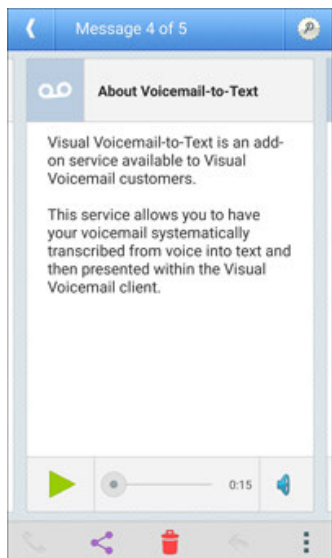 Message 4 of 5
About Voicemail-to-Text
Visual Voicemail-to-Text is an add-
on service available to Visual
Voicemail customers.
This service allows you to have
your voicemail systematically
transcribed from voice into text and
then presented within the Visual
Voicemail client.
0:15